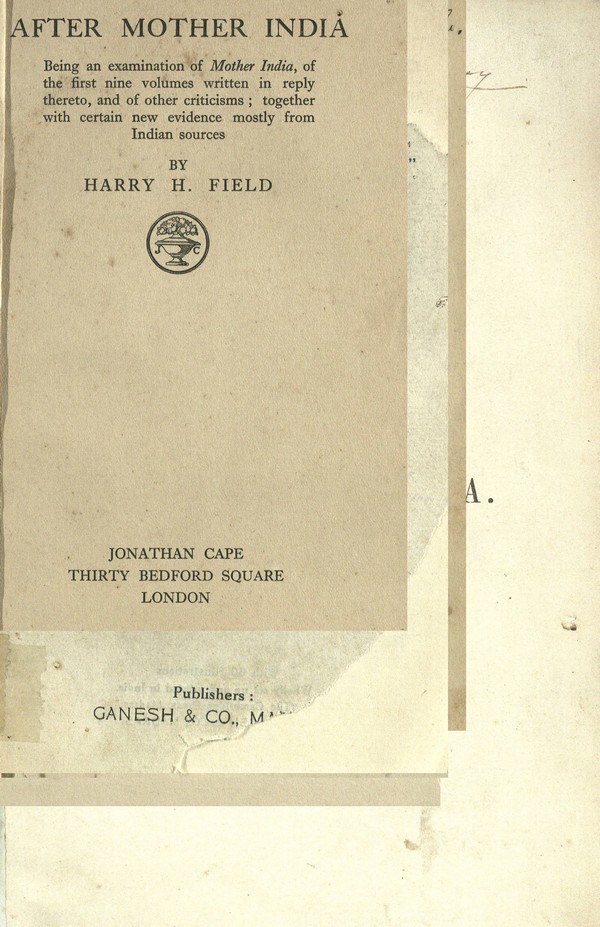 AFTER MOTHER INDIA
Being an examination of Mother India, of
the first nine volumes written in reply
thereto, and of other criticisms ; together
with certain new evidence mostly from
Indian sources
BY
HARRY H. FIELD
J C
JONATHAN CAPE
THIRTY BEDFORD SQUARE
LONDON
A.
Publishers :
GANESH & CO.,